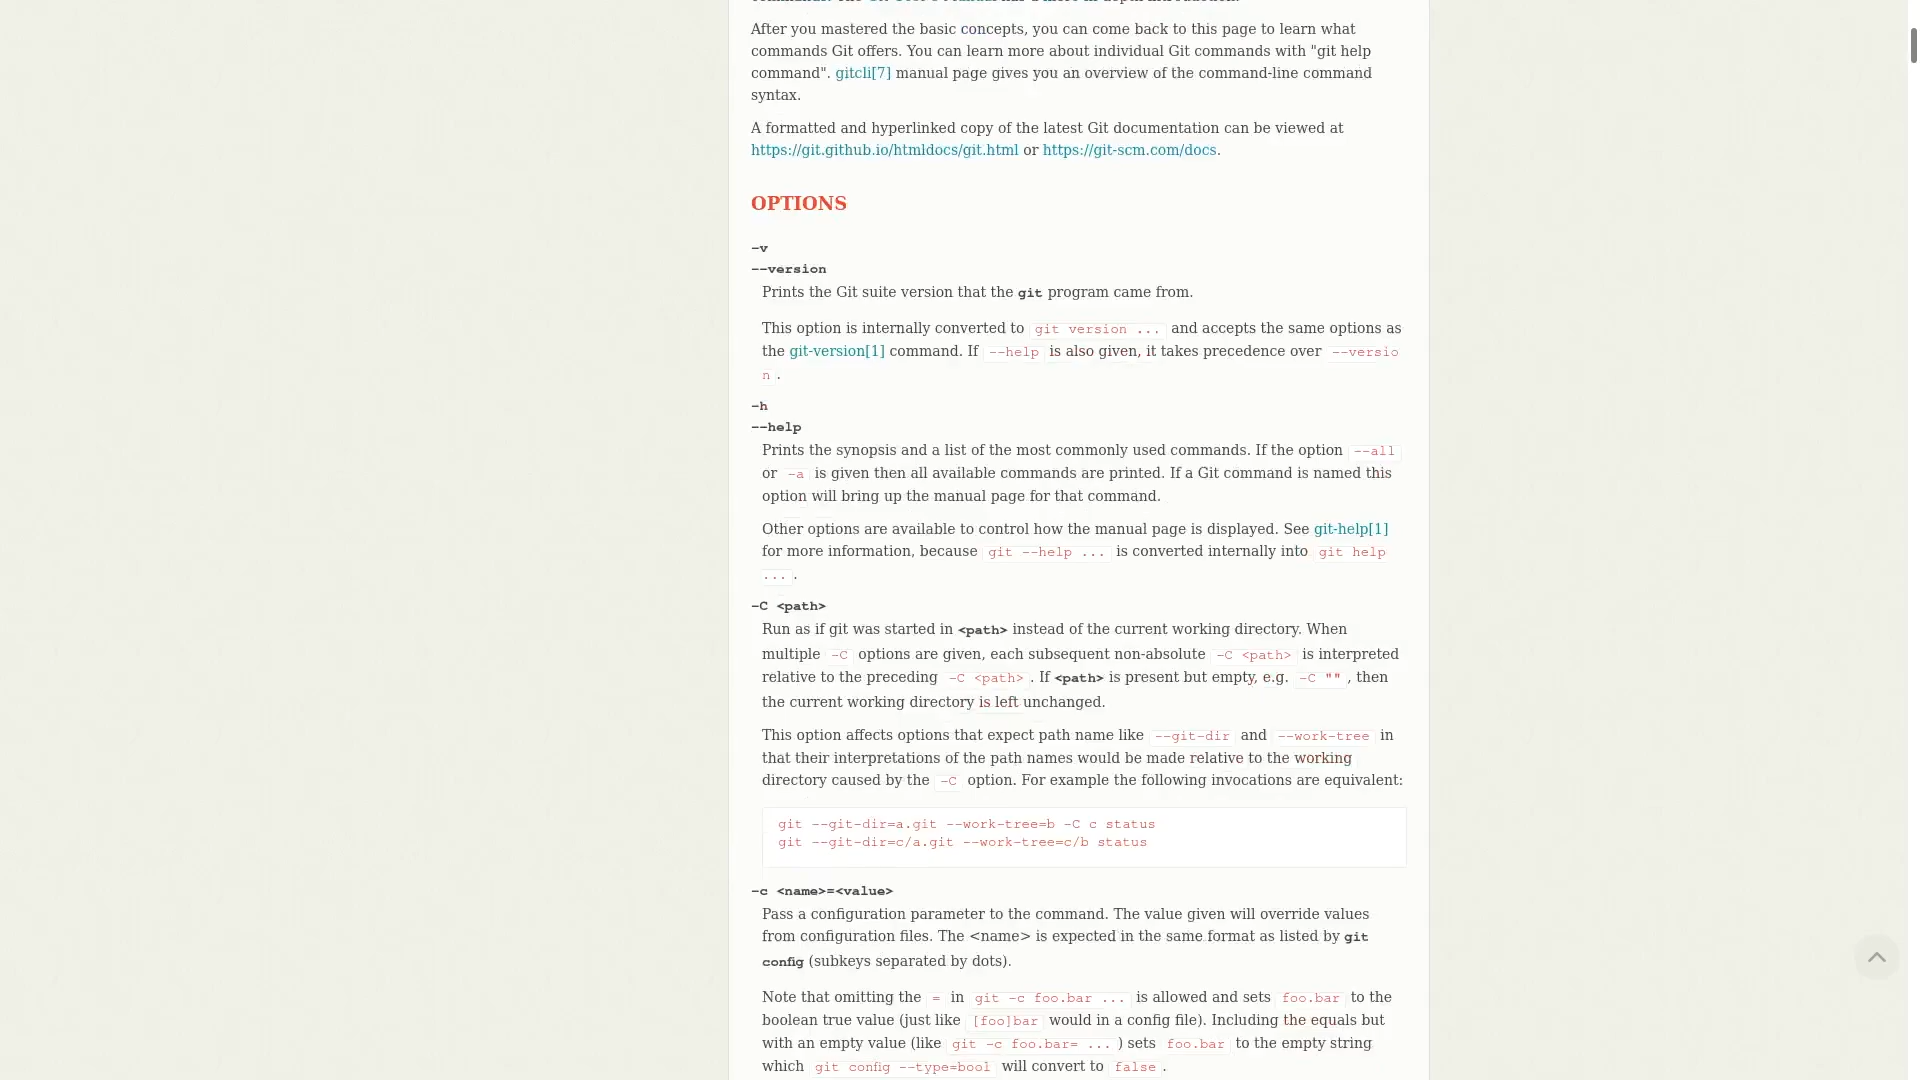 After you mastered the basic concepts, you can come back to this page to learn what
commands Git offers. You can learn more about individual Git commands with "git help
command". gitcli[7] manual page gives you an overview of the command-line command
syntax.
A formatted and hyperlinked copy of the latest Git documentation can be viewed at
https://git.github.io/htmldocs/git.html or https://git-scm.com/docs.
OPTIONS
-v
--version
Prints the Git suite version that the git program came from.
This option is internally converted to git version ... and accepts the same options as
the git-version[1] command. If --help is also given, it takes precedence over --versio
n .
-h
--help
Prints the synopsis and a list of the most commonly used commands. If the option --all
or -a is given then all available commands are printed. If a Git command is named this
option will bring up the manual page for that command.
Other options are available to control how the manual page is displayed. See git-help[1]
for more information, because git --help ... is converted internally into git help
... .
-C <path>
Run as if git was started in <path> instead of the current working directory. When
multiple -C options are given, each subsequent non-absolute -C <path> is interpreted
relative to the preceding -C <path> . If <path> is present but empty, e.g. -C "" , then
the current working directory is left unchanged.
This option affects options that expect path name like --git-dir and --work-tree in
that their interpretations of the path names would be made relative to the working
directory caused by the -C option. For example the following invocations are equivalent:
git --git-dir=a.git --work-tree=b -C c status
git --git-dir=c/a.git --work-tree=c/b status
-c <name>=<value>
Pass a configuration parameter to the command. The value given will override values
from configuration files. The <name> is expected in the same format as listed by git
config (subkeys separated by dots).
Note that omitting the = in git -c foo.bar ... is allowed and sets foo.bar to the
boolean true value (just like [foo]bar would in a config file). Including the equals but
with an empty value (like git -c foo.bar= ... ) sets foo.bar to the empty string
which git config --type=bool will convert to false .